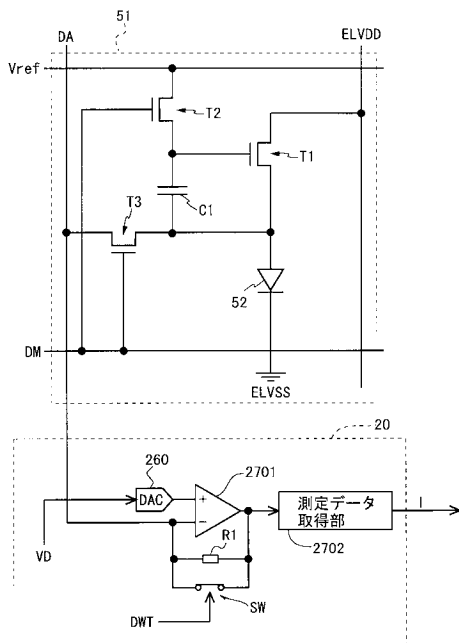 51
DA
ELVDD
Vref
T2
T1
T3
C1
52
DM
ELVSS
20
260
2701
DAC
+
−
測定データ
取得部
I
VD
R1
2702
SW
DWT